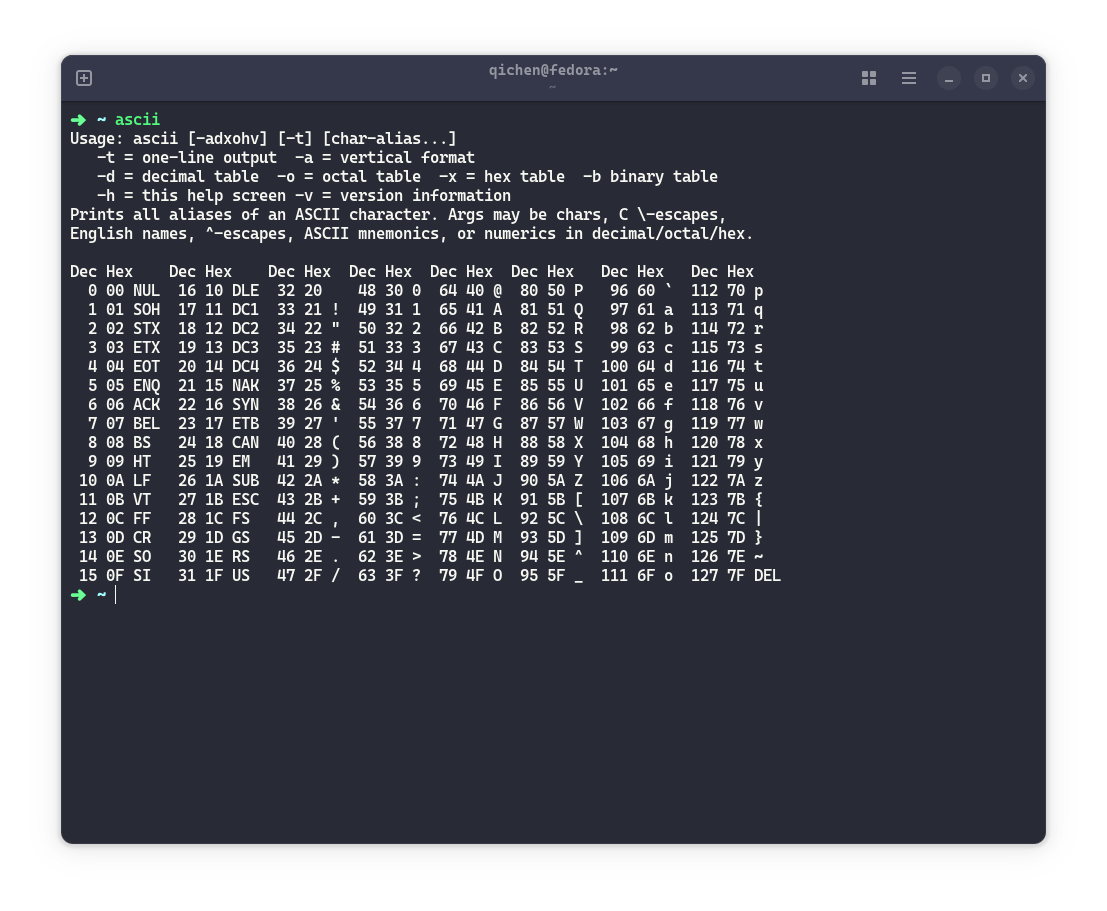 qichen@fedora:~
~
➜ ~ ascii
Usage: ascii [-adxohv] [-t] [char-alias...]
   -t = one-line output  -a = vertical format
   -d = decimal table  -o = octal table  -x = hex table  -b binary table
   -h = this help screen -v = version information
Prints all aliases of an ASCII character. Args may be chars, C \-escapes,
English names, ^-escapes, ASCII mnemonics, or numerics in decimal/octal/hex.

Dec Hex    Dec Hex    Dec Hex  Dec Hex  Dec Hex  Dec Hex   Dec Hex   Dec Hex
  0 00 NUL  16 10 DLE  32 20    48 30 0  64 40 @  80 50 P   96 60 `  112 70 p
  1 01 SOH  17 11 DC1  33 21 !  49 31 1  65 41 A  81 51 Q   97 61 a  113 71 q
  2 02 STX  18 12 DC2  34 22 "  50 32 2  66 42 B  82 52 R   98 62 b  114 72 r
  3 03 ETX  19 13 DC3  35 23 #  51 33 3  67 43 C  83 53 S   99 63 c  115 73 s
  4 04 EOT  20 14 DC4  36 24 $  52 34 4  68 44 D  84 54 T  100 64 d  116 74 t
  5 05 ENQ  21 15 NAK  37 25 %  53 35 5  69 45 E  85 55 U  101 65 e  117 75 u
  6 06 ACK  22 16 SYN  38 26 &  54 36 6  70 46 F  86 56 V  102 66 f  118 76 v
  7 07 BEL  23 17 ETB  39 27 '  55 37 7  71 47 G  87 57 W  103 67 g  119 77 w
  8 08 BS   24 18 CAN  40 28 (  56 38 8  72 48 H  88 58 X  104 68 h  120 78 x
  9 09 HT   25 19 EM   41 29 )  57 39 9  73 49 I  89 59 Y  105 69 i  121 79 y
 10 0A LF   26 1A SUB  42 2A *  58 3A :  74 4A J  90 5A Z  106 6A j  122 7A z
 11 0B VT   27 1B ESC  43 2B +  59 3B ;  75 4B K  91 5B [  107 6B k  123 7B {
 12 0C FF   28 1C FS   44 2C ,  60 3C <  76 4C L  92 5C \  108 6C l  124 7C |
 13 0D CR   29 1D GS   45 2D -  61 3D =  77 4D M  93 5D ]  109 6D m  125 7D }
 14 0E SO   30 1E RS   46 2E .  62 3E >  78 4E N  94 5E ^  110 6E n  126 7E ~
 15 0F SI   31 1F US   47 2F /  63 3F ?  79 4F O  95 5F _  111 6F o  127 7F DEL
➜ ~